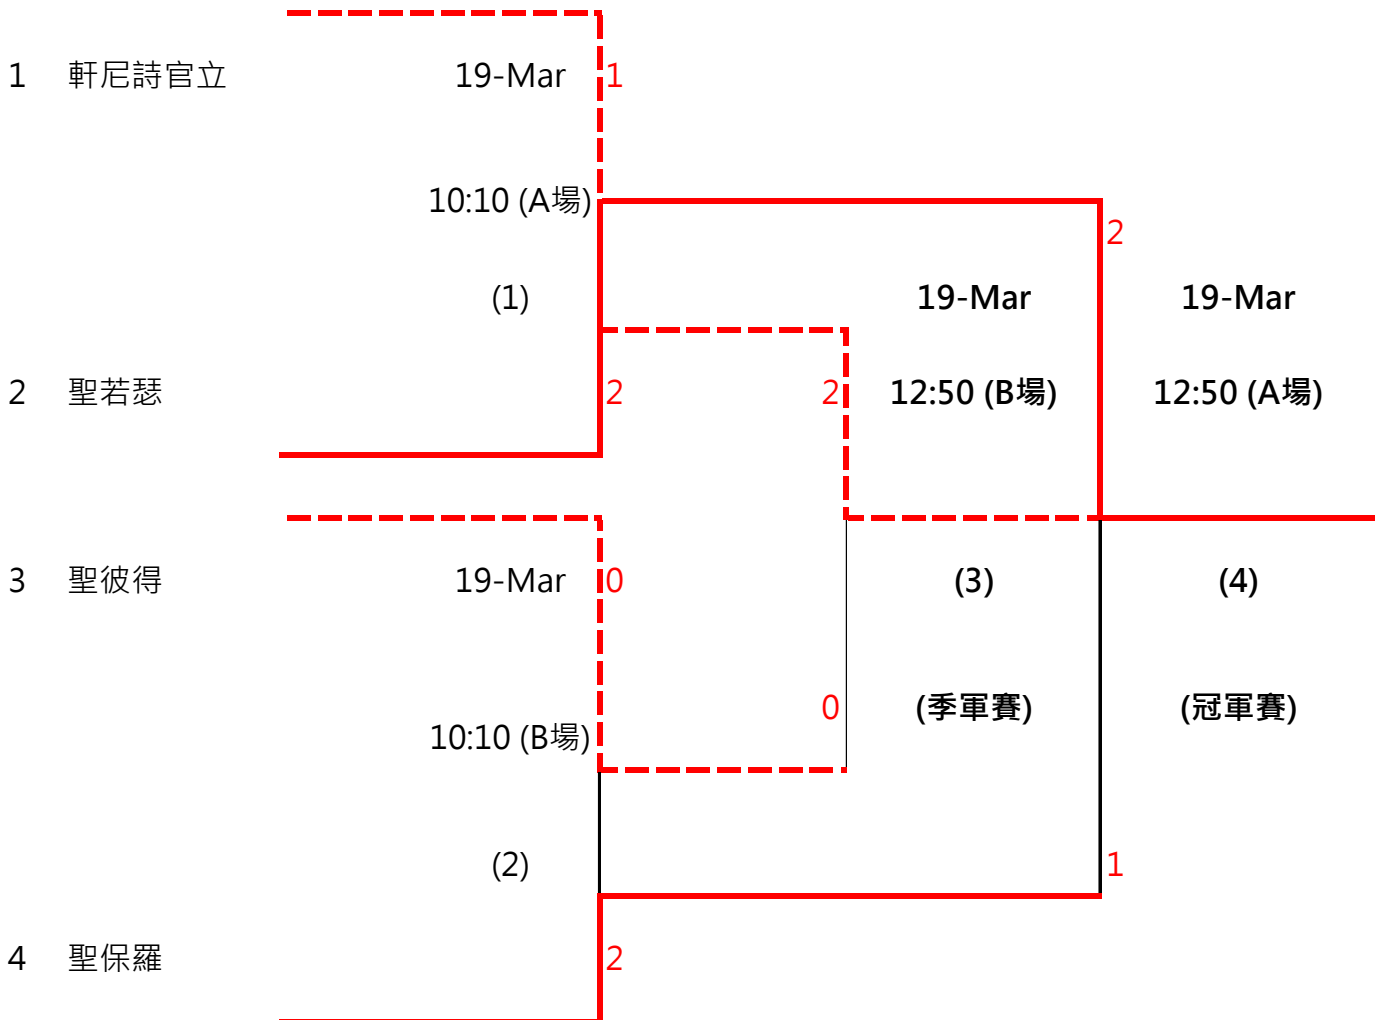 1 軒尼詩官立 19-Mar 1
10:10 (A場)
2
(1) 19-Mar 19-Mar
2 聖若瑟 2 2 12:50 (B場) 12:50 (A場)
3 聖彼得 19-Mar 0 (3) (4)
0 (季軍賽) (冠軍賽)
10:10 (B場)
(2) 1
4 聖保羅 2